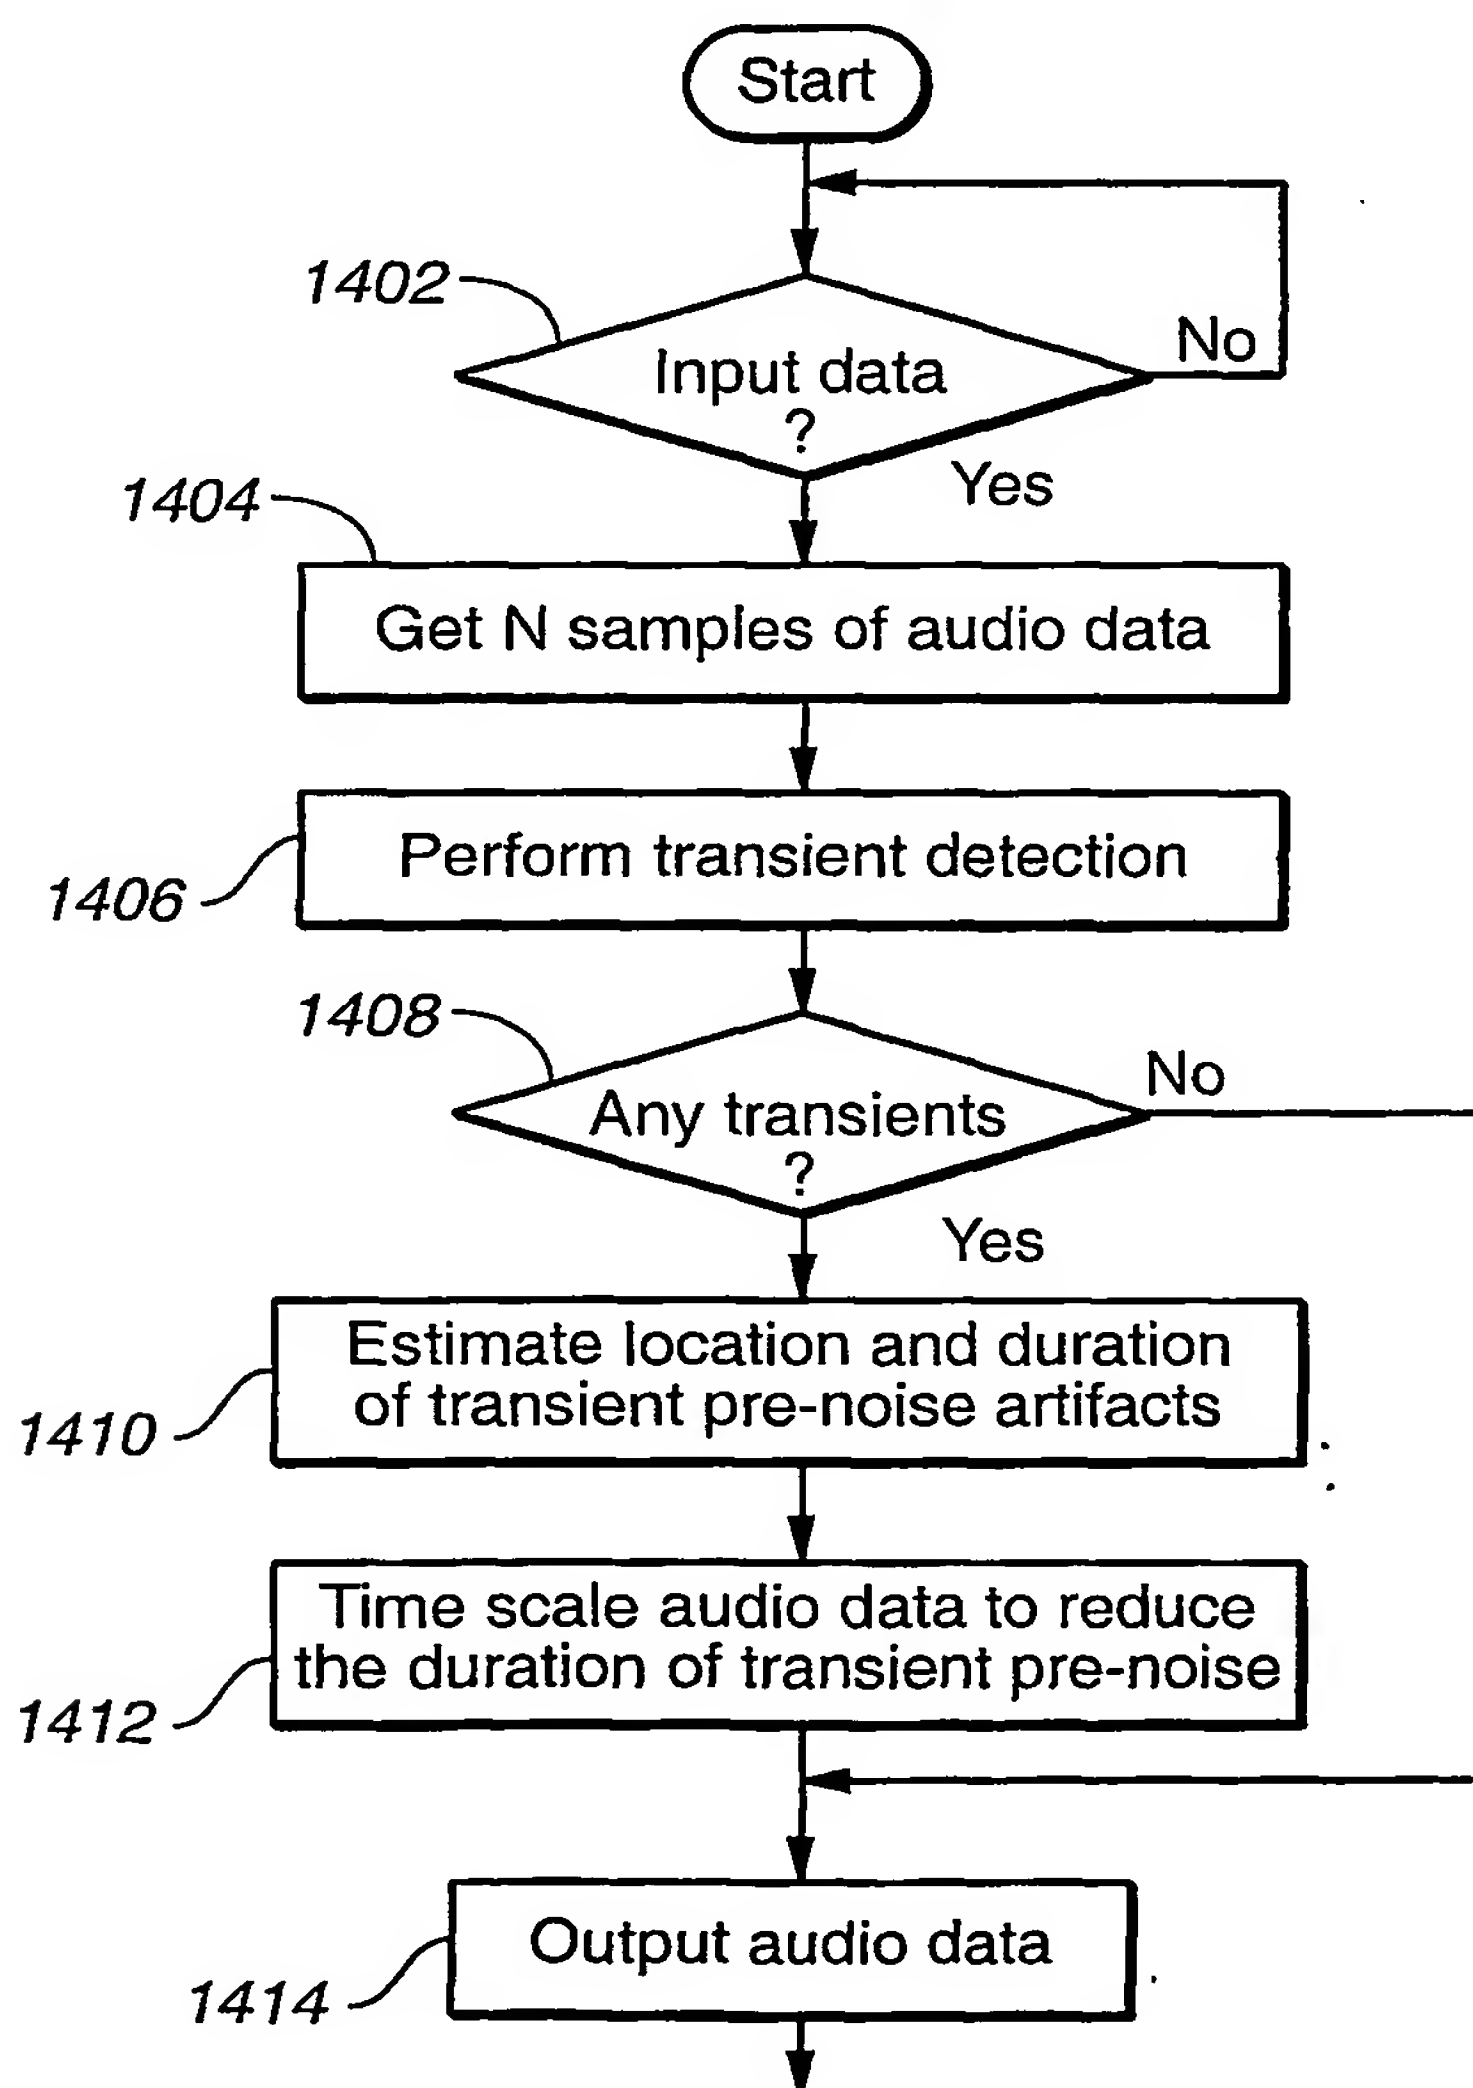 Start
1402
Input data
?
No
Yes
1404
Get N samples of audio data
Perform transient detection
1406
1408
Any transients
?
No
Yes
Estimate location and duration
of transient pre-noise artifacts
1410
Time scale audio data to reduce
the duration of transient pre-noise
1412
Output audio data
1414